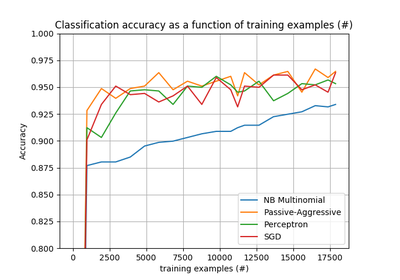 Classification accuracy as a function of training examples (#)
1.000
0.975
0.950
0.925
0.900
0.875
0.850
0.825
0.800
Accuracy
NB Multinomial
Passive-Aggressive
Perceptron
SGD
0 2500 5000 7500 10000 12500 15000 17500
training examples (#)